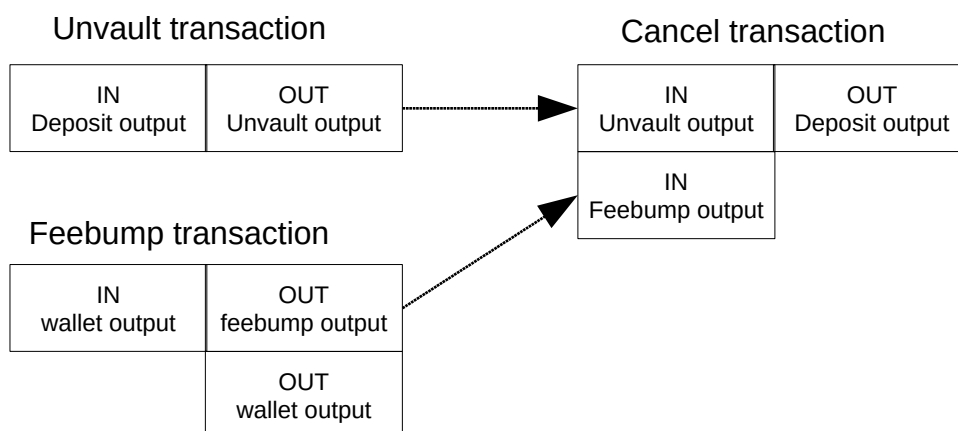 Unvault transaction
IN
Deposit output
OUT
Unvault output
Cancel transaction
IN
Unvault output
OUT
Deposit output
IN
Feebump output
Feebump transaction
IN
wallet output
OUT
feebump output
OUT
wallet output